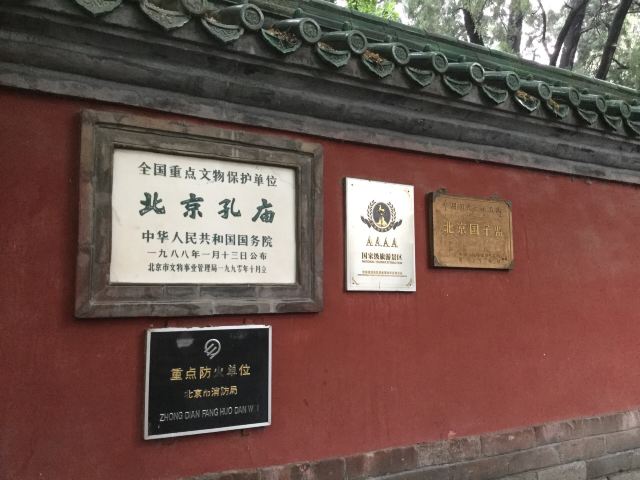 全国重点文物保护单位
北京孔庙
中华人民共和国国务院
一九八八年一月十三日公布
北京市文物事业管理局一九九零年十月立
AAAA
国家级旅游景区
北京国子监
重点防火单位
北京市消防局
ZHONG DIAN FANG HUO DAN WEI